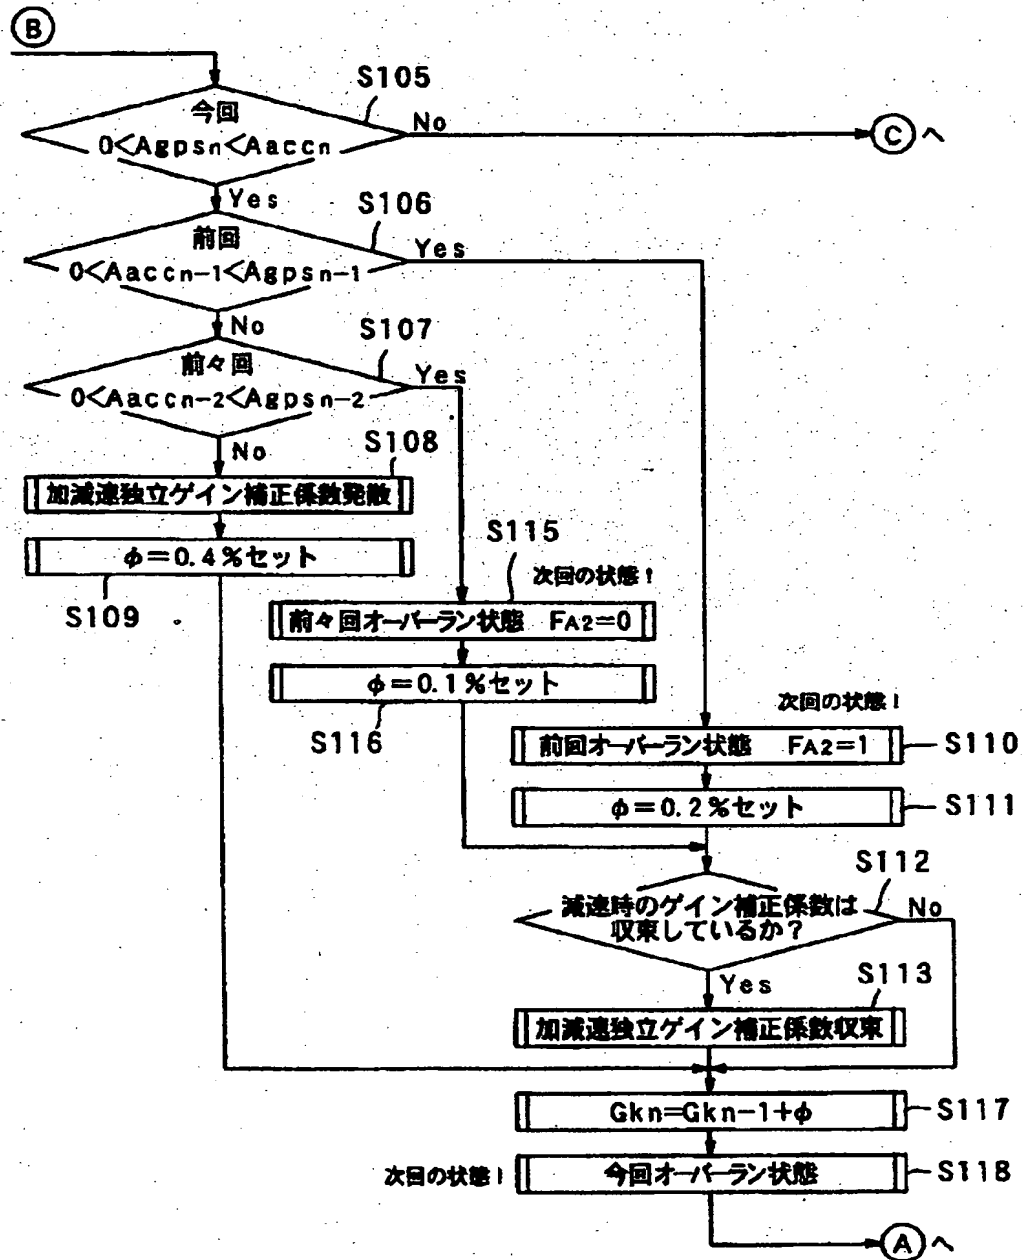 B
S105
今回
0<Agpsn<Aaccn
No
Cへ
Yes
S106
前回
0<Aaccn-1<Agpsn-1
Yes
No
S107
前々回
0<Aaccn-2<Agpsn-2
Yes
No
S108
加減速独立ゲイン補正係数発散
φ=0.4%セット
S109
S115
次回の状態!
前々回オーバーラン状態 FA2=0
φ=0.1%セット
S116
次回の状態!
前回オーバーラン状態 FA2=1
S110
φ=0.2%セット
S111
S112
減速時のゲイン補正係数は
収束しているか?
No
Yes
S113
加減速独立ゲイン補正係数収束
Gkn=Gkn-1+φ
S117
次回の状態!
今回オーバーラン状態
S118
Aへ